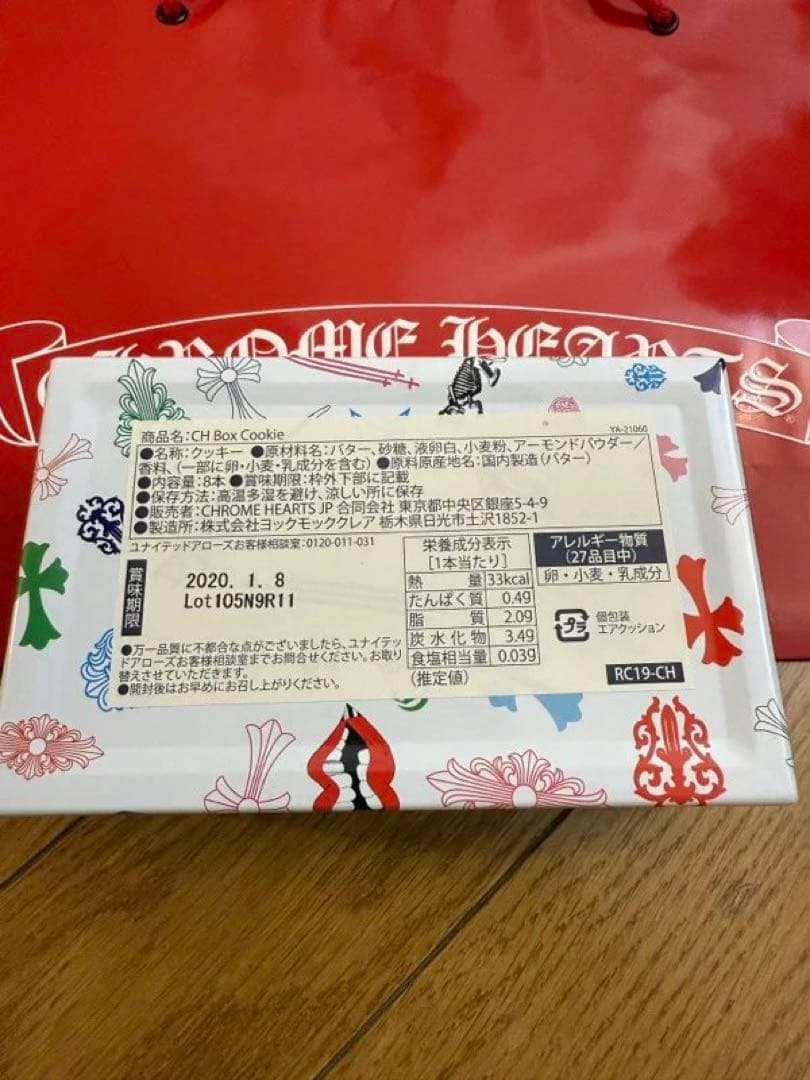 CHROME HEARTS
商品名:CH Box Cookie YA-21060
●名称:クッキー ●原材料名:バター、砂糖、液卵白、小麦粉、アーモンドパウダー/
香料、(一部に卵・小麦・乳成分を含む) ●原料原産地名:国内製造(バター)
●内容量:8本 ●賞味期限:枠外下部に記載
●保存方法:高温多湿を避け、涼しい所に保存
●販売者:CHROME HEARTS JP 合同会社 東京都中央区銀座5-4-9
●製造所:株式会社ヨックモッククレア 栃木県日光市土沢1852-1
ユナイテッドアローズお客様相談室:0120-011-031
賞味期限
2020. 1. 8
Lot105N9R11
●万一品質に不都合な点がございましたら、ユナイテッ
ドアローズお客様相談室までお問合せください。お取り
替えさせていただきます。
●開封後はお早めにお召し上がりください。
栄養成分表示
[1本当たり]
熱量 33kcal
たんぱく質 0.4g
脂質 2.0g
炭水化物 3.4g
食塩相当量 0.03g
(推定値)
アレルギー物質
(27品目中)
卵・小麦・乳成分
プラ
個包装
エアクッション
RC19-CH